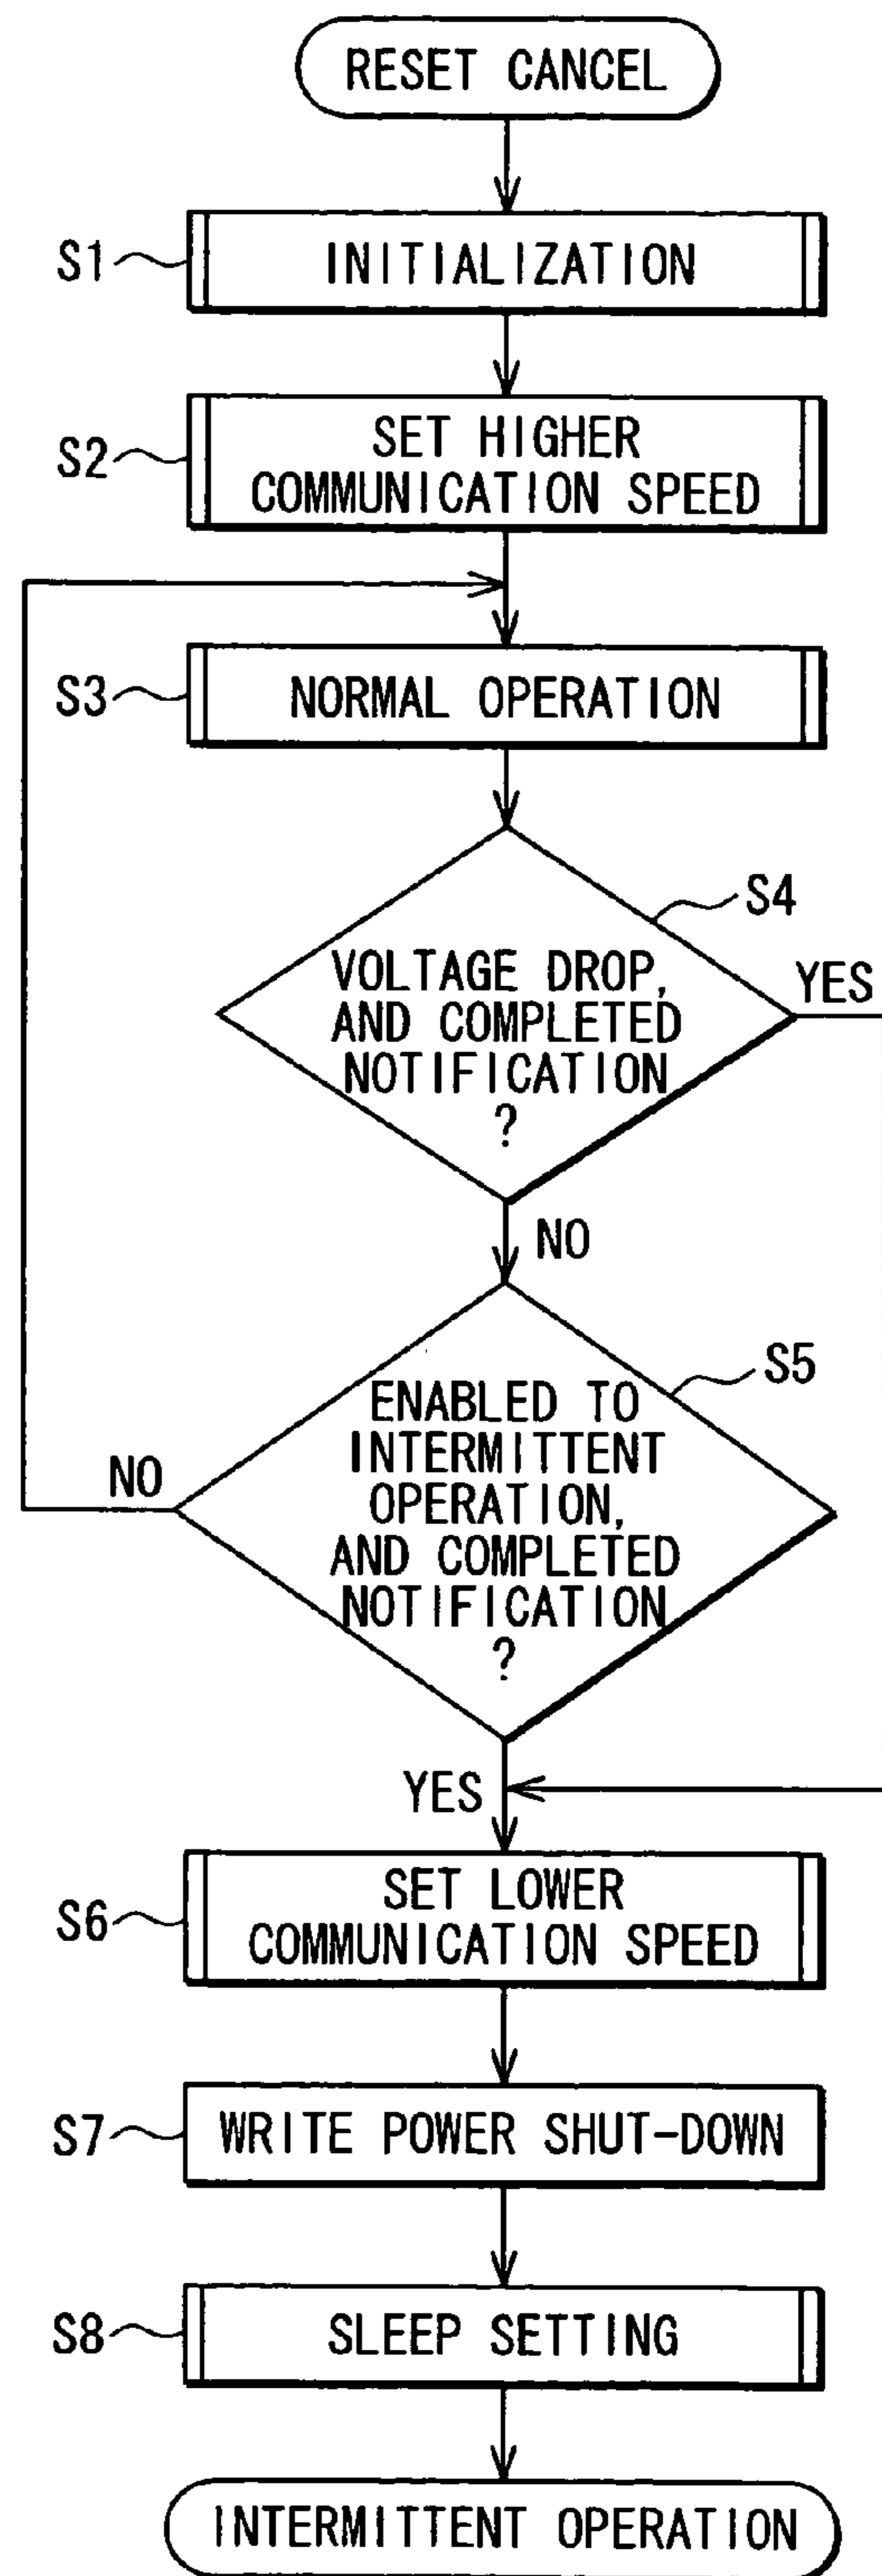 RESET CANCEL
S1
INITIALIZATION
S2
SET HIGHER
COMMUNICATION SPEED
S3
NORMAL OPERATION
S4
VOLTAGE DROP,
AND COMPLETED
NOTIFICATION
?
YES
NO
S5
ENABLED TO
INTERMITTENT
OPERATION,
AND COMPLETED
NOTIFICATION
?
NO
YES
S6
SET LOWER
COMMUNICATION SPEED
S7
WRITE POWER SHUT-DOWN
S8
SLEEP SETTING
INTERMITTENT OPERATION